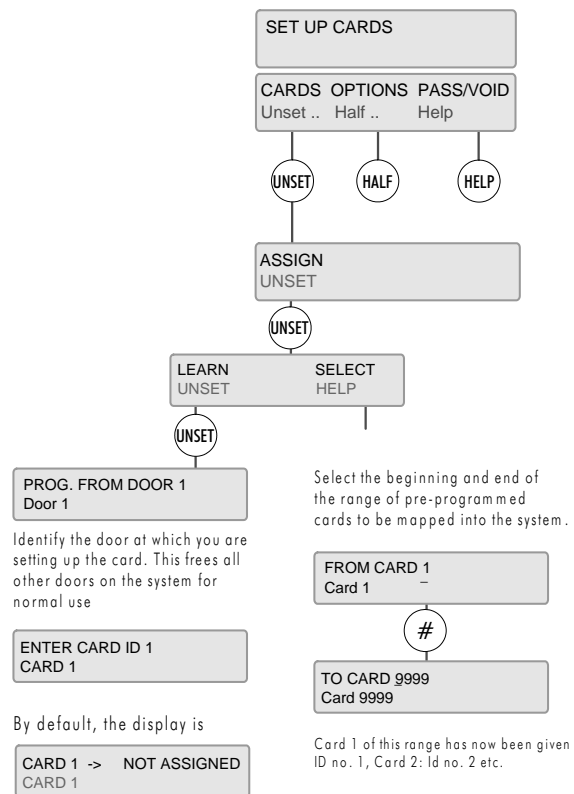 SET UP CARDS
CARDS OPTIONS PASS/VOID
Unset .. Half .. Help
UNSET HALF HELP
ASSIGN
UNSET
UNSET
LEARN SELECT
UNSET HELP
UNSET
PROG. FROM DOOR 1
Door 1
Identify the door at which you are
setting up the card. This frees all
other doors on the system for
normal use
ENTER CARD ID 1
CARD 1
By default, the display is
CARD 1 -> NOT ASSIGNED
CARD 1
Select the beginning and end of
the range of pre-programmed
cards to be mapped into the system.
FROM CARD 1
Card 1
#
TO CARD 9999
Card 9999
Card 1 of this range has now been given
ID no. 1, Card 2: Id no. 2 etc.